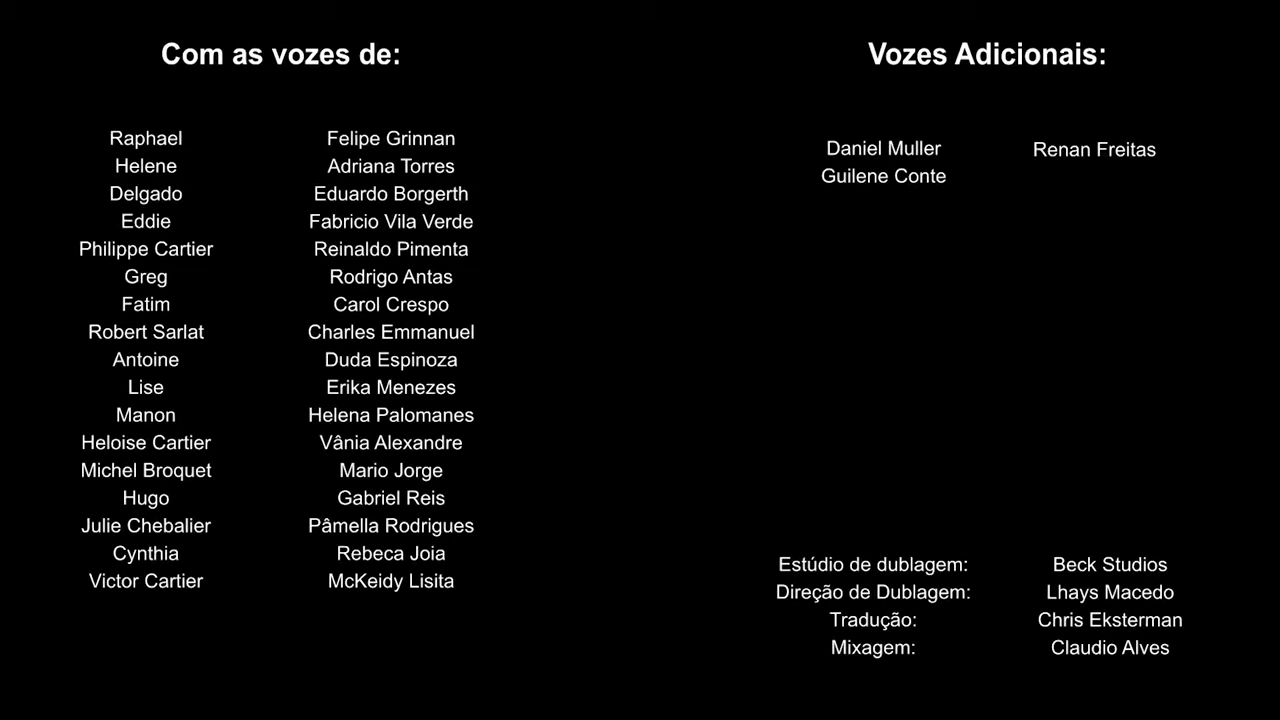 Com as vozes de:
Raphael Felipe Grinnan
Helene Adriana Torres
Delgado Eduardo Borgerth
Eddie Fabricio Vila Verde
Philippe Cartier Reinaldo Pimenta
Greg Rodrigo Antas
Fatim Carol Crespo
Robert Sarlat Charles Emmanuel
Antoine Duda Espinoza
Lise Erika Menezes
Manon Helena Palomanes
Heloise Cartier Vânia Alexandre
Michel Broquet Mario Jorge
Hugo Gabriel Reis
Julie Chebalier Pâmella Rodrigues
Cynthia Rebeca Joia
Victor Cartier McKeidy Lisita
Vozes Adicionais:
Daniel Muller Renan Freitas
Guilene Conte
Estúdio de dublagem: Beck Studios
Direção de Dublagem: Lhays Macedo
Tradução: Chris Eksterman
Mixagem: Claudio Alves